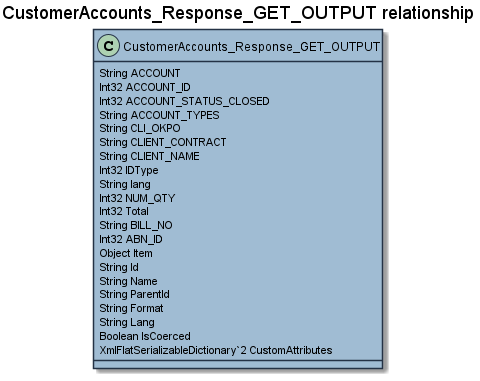 CustomerAccounts_Response_GET_OUTPUT relationship
C CustomerAccounts_Response_GET_OUTPUT
String ACCOUNT
Int32 ACCOUNT_ID
Int32 ACCOUNT_STATUS_CLOSED
String ACCOUNT_TYPES
String CLI_OKPO
String CLIENT_CONTRACT
String CLIENT_NAME
Int32 IDType
String lang
Int32 NUM_QTY
Int32 Total
String BILL_NO
Int32 ABN_ID
Object Item
String Id
String Name
String ParentId
String Format
String Lang
Boolean IsCoerced
XmlFlatSerializableDictionary`2 CustomAttributes